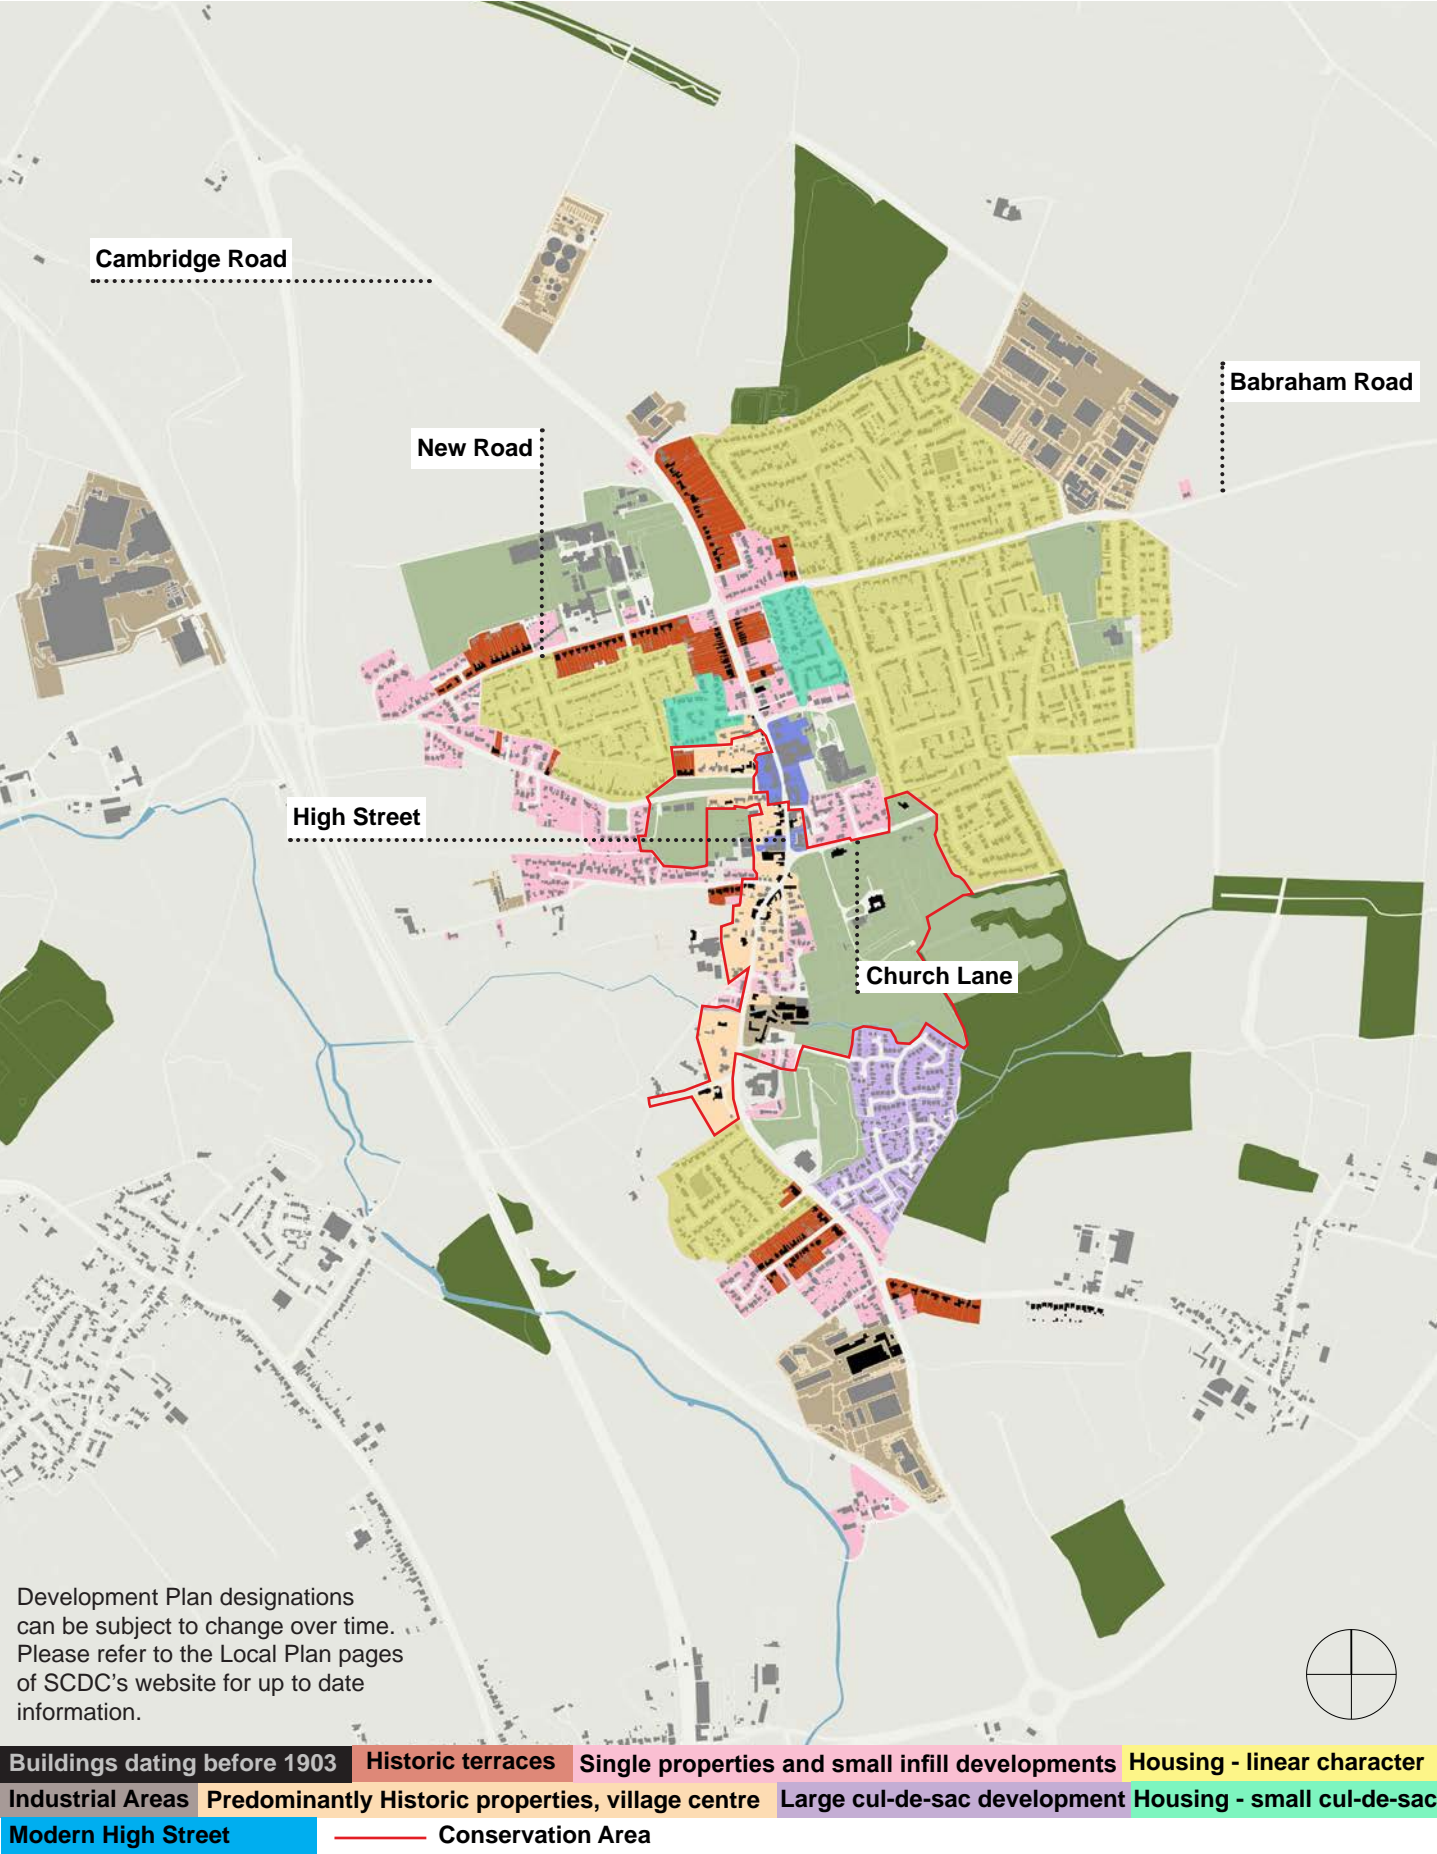 Cambridge Road
Babraham Road
New Road
High Street
Church Lane
Development Plan designations
can be subject to change over time.
Please refer to the Local Plan pages
of SCDC's website for up to date
information.
Buildings dating before 1903
Historic terraces
Single properties and small infill developments
Housing - linear character
Industrial Areas
Predominantly Historic properties, village centre
Large cul-de-sac development
Housing - small cul-de-sac
Modern High Street
Conservation Area